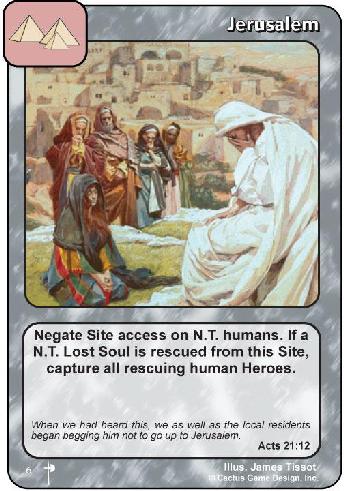 Jerusalem
Negate Site access on N.T. humans. If a
N.T. Lost Soul is rescued from this Site,
capture all rescuing human Heroes.
When we had heard this, we as well as the local residents
began begging him not to go up to Jerusalem.
Acts 21:12
6
Illus. James Tissot
© Cactus Game Design, Inc.